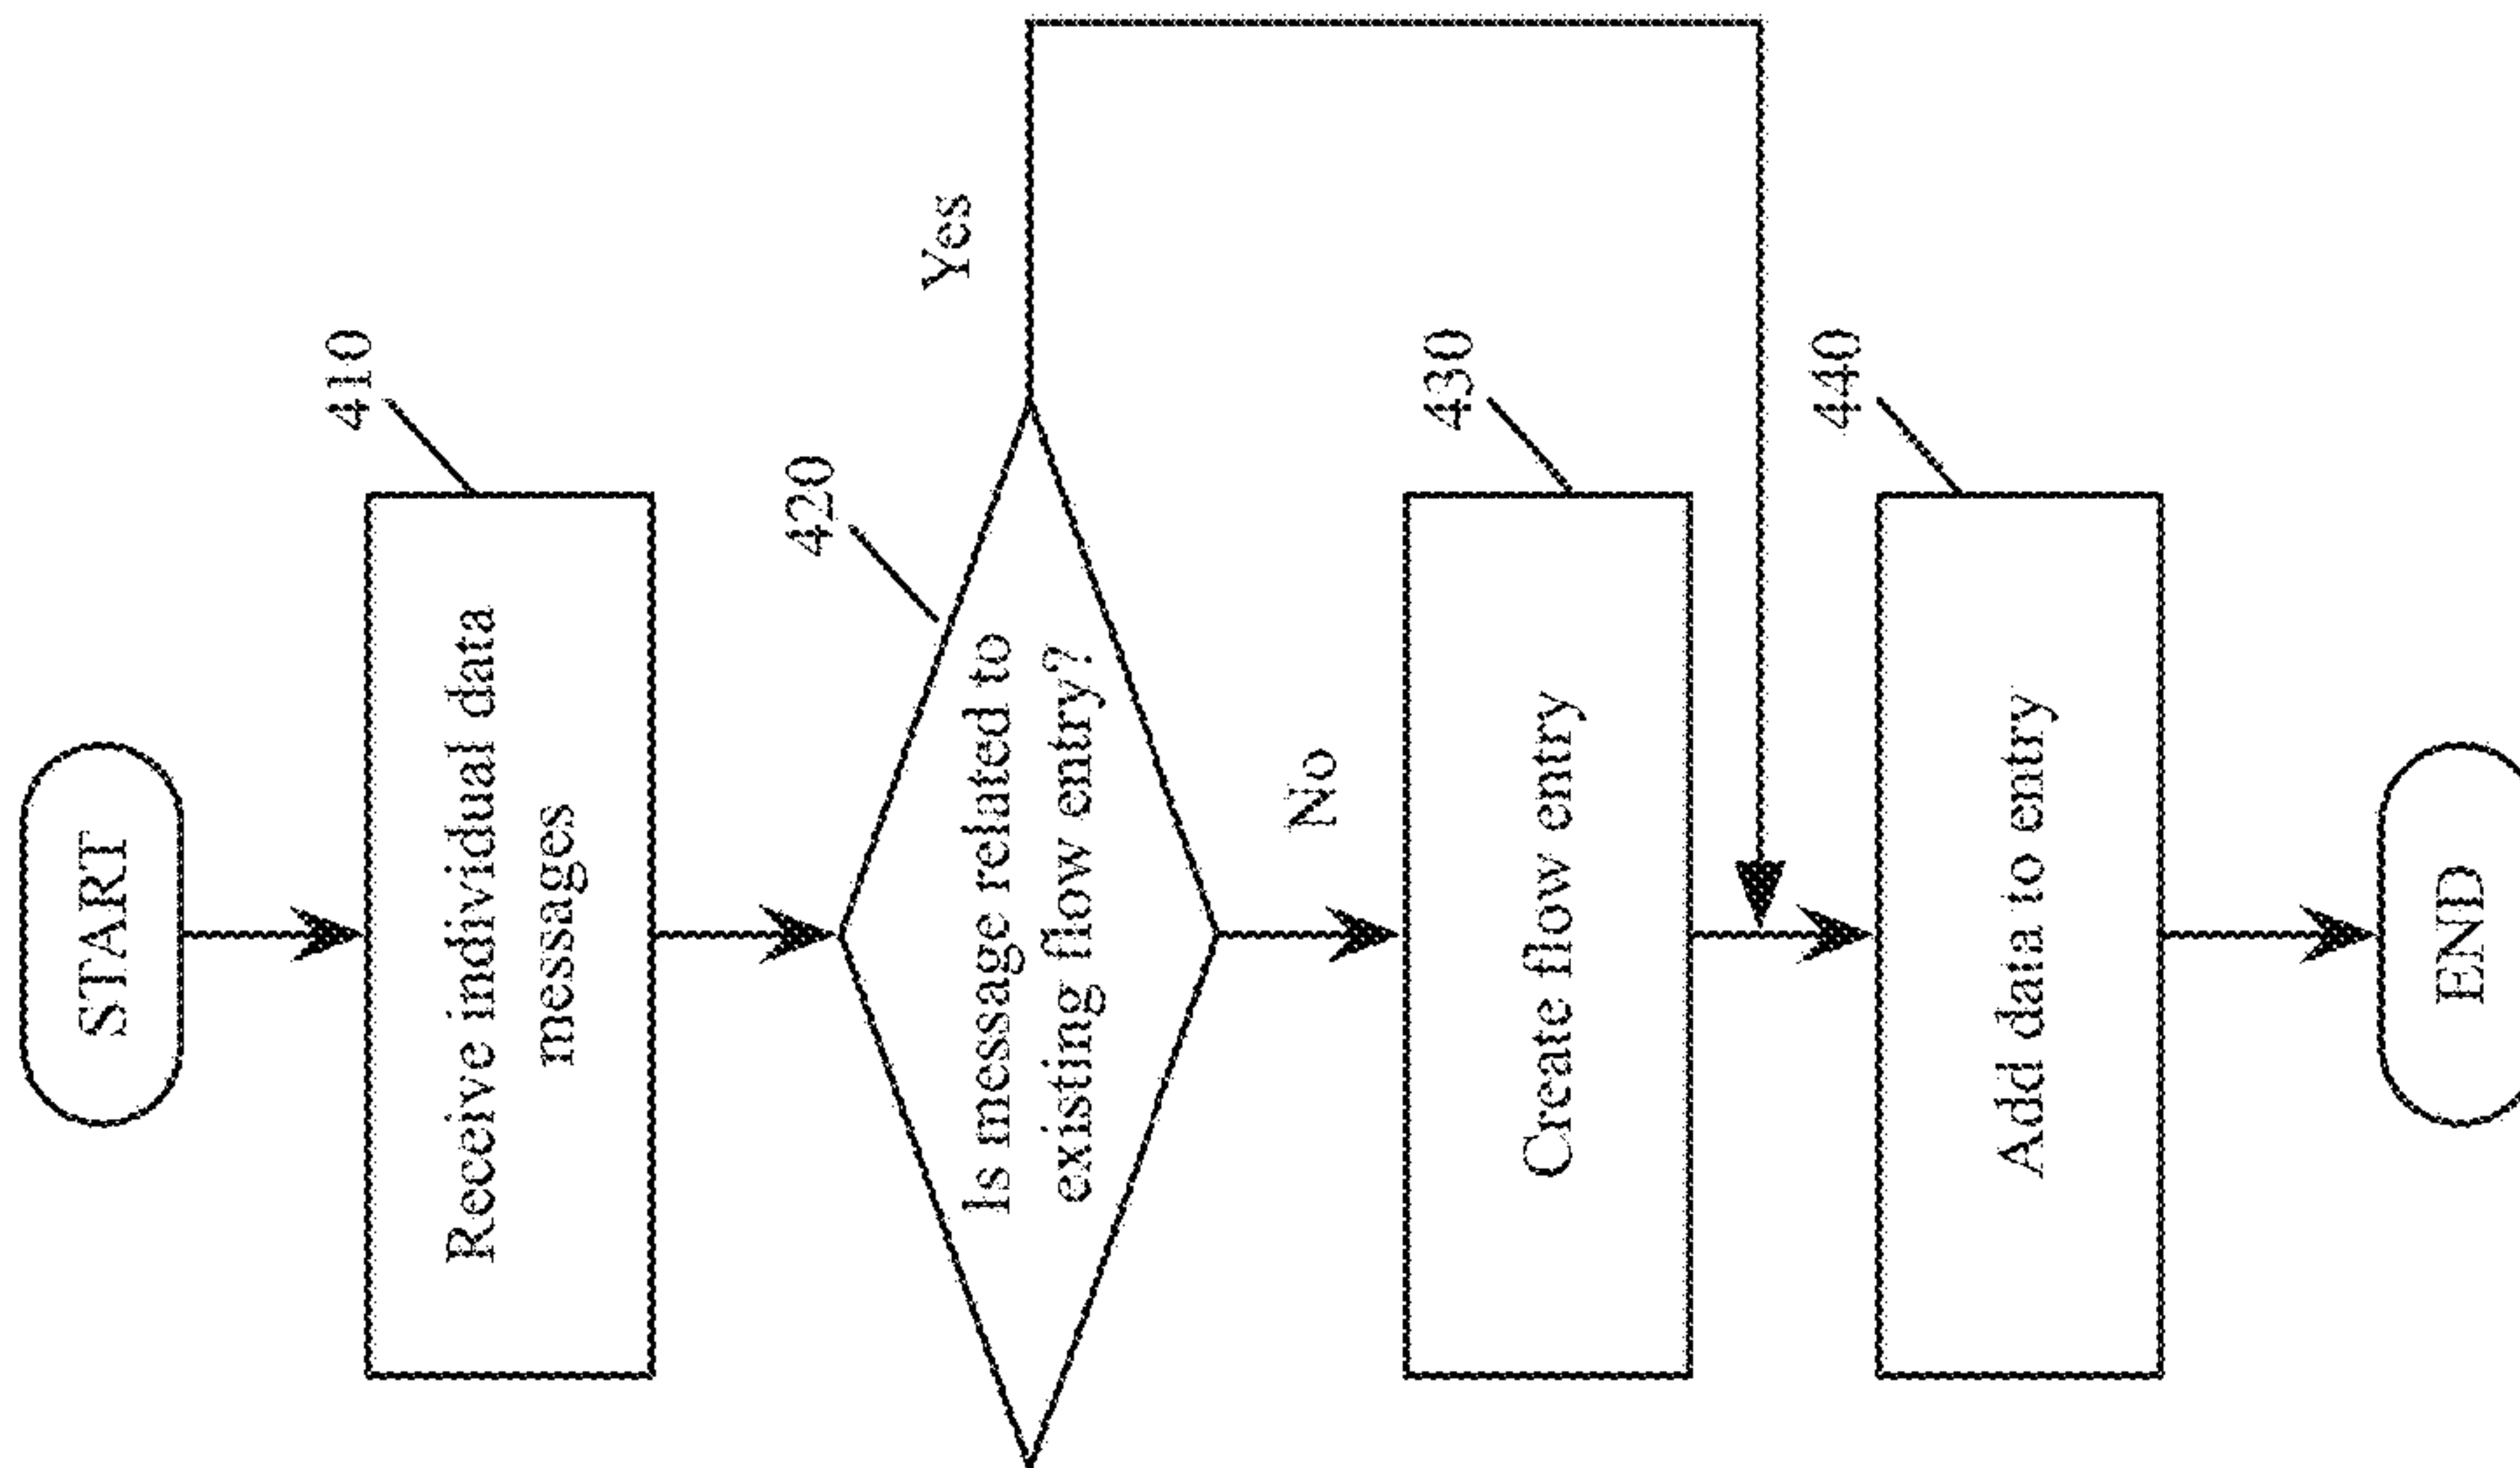 START
410
Receive individual data
messages
420
Is message related to
existing flow entry?
Yes
No
430
Create flow entry
440
Add data to entry
END